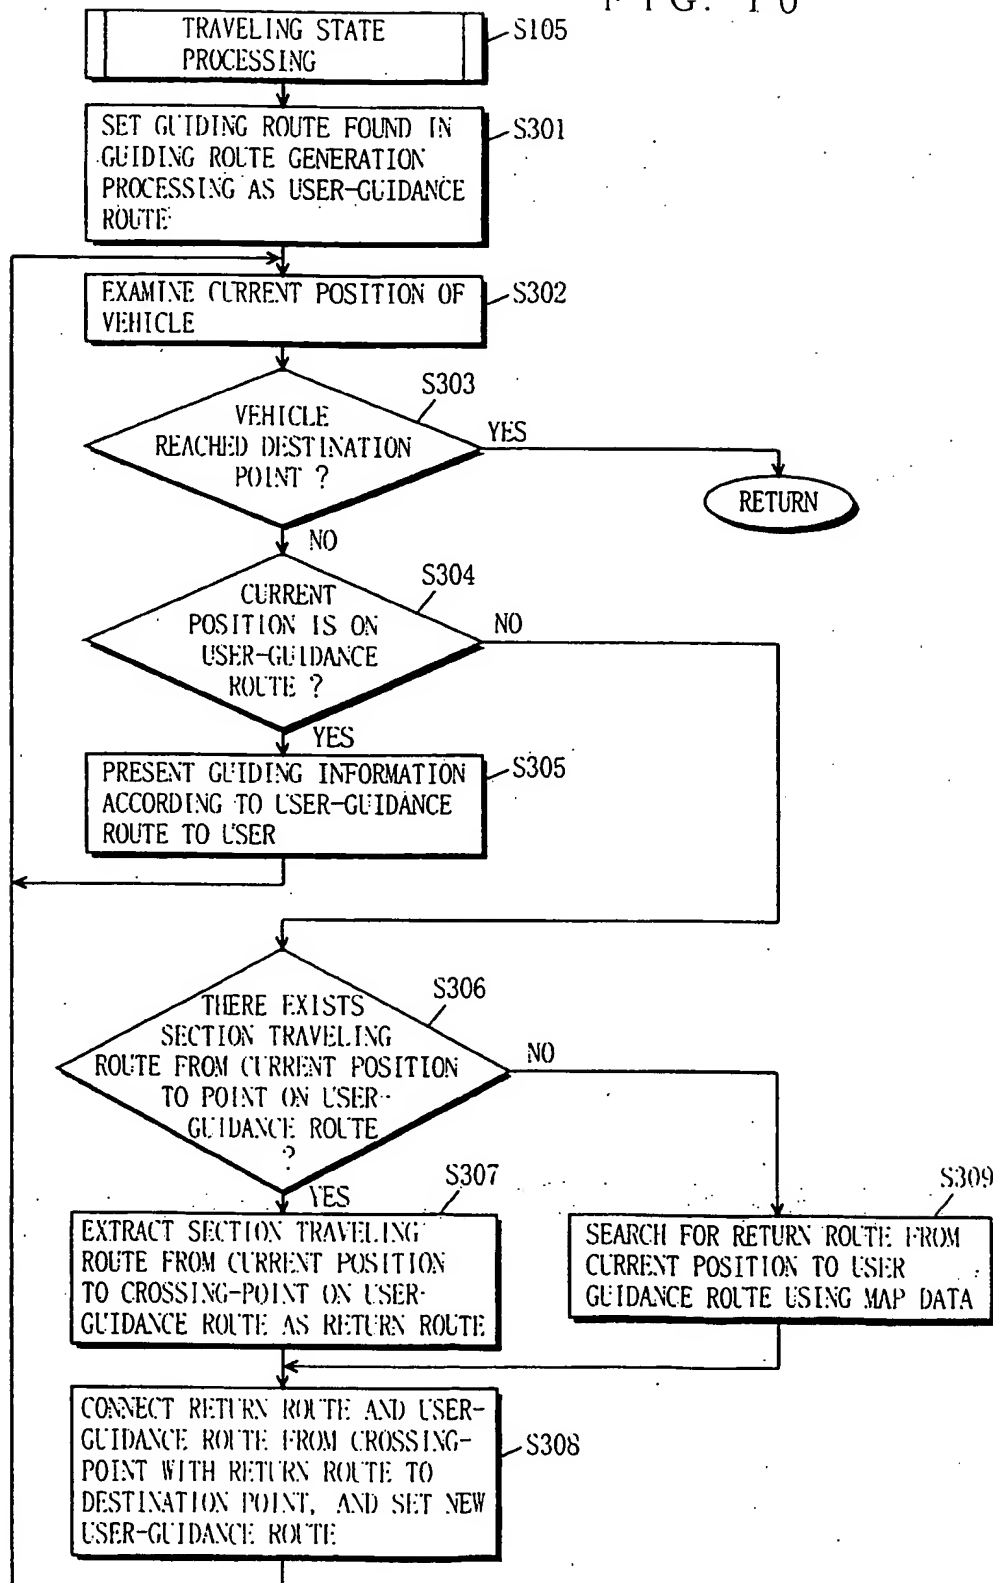 FIG. 10
TRAVELING STATE
PROCESSING
S105
SET GUIDING ROUTE FOUND IN
GUIDING ROUTE GENERATION
PROCESSING AS USER-GUIDANCE
ROUTE
S301
EXAMINE CURRENT POSITION OF
VEHICLE
S302
S303
VEHICLE
REACHED DESTINATION
POINT ?
YES
RETURN
NO
S304
CURRENT
POSITION IS ON
USER-GUIDANCE
ROUTE ?
NO
YES
PRESENT GUIDING INFORMATION
ACCORDING TO USER-GUIDANCE
ROUTE TO USER
S305
S306
THERE EXISTS
SECTION TRAVELING
ROUTE FROM CURRENT POSITION
TO POINT ON USER-
GUIDANCE ROUTE
?
NO
YES
S307
EXTRACT SECTION TRAVELING
ROUTE FROM CURRENT POSITION
TO CROSSING-POINT ON USER-
GUIDANCE ROUTE AS RETURN ROUTE
S309
SEARCH FOR RETURN ROUTE FROM
CURRENT POSITION TO USER
GUIDANCE ROUTE USING MAP DATA
CONNECT RETURN ROUTE AND USER-
GUIDANCE ROUTE FROM CROSSING-
POINT WITH RETURN ROUTE TO
DESTINATION POINT, AND SET NEW
USER-GUIDANCE ROUTE
S308